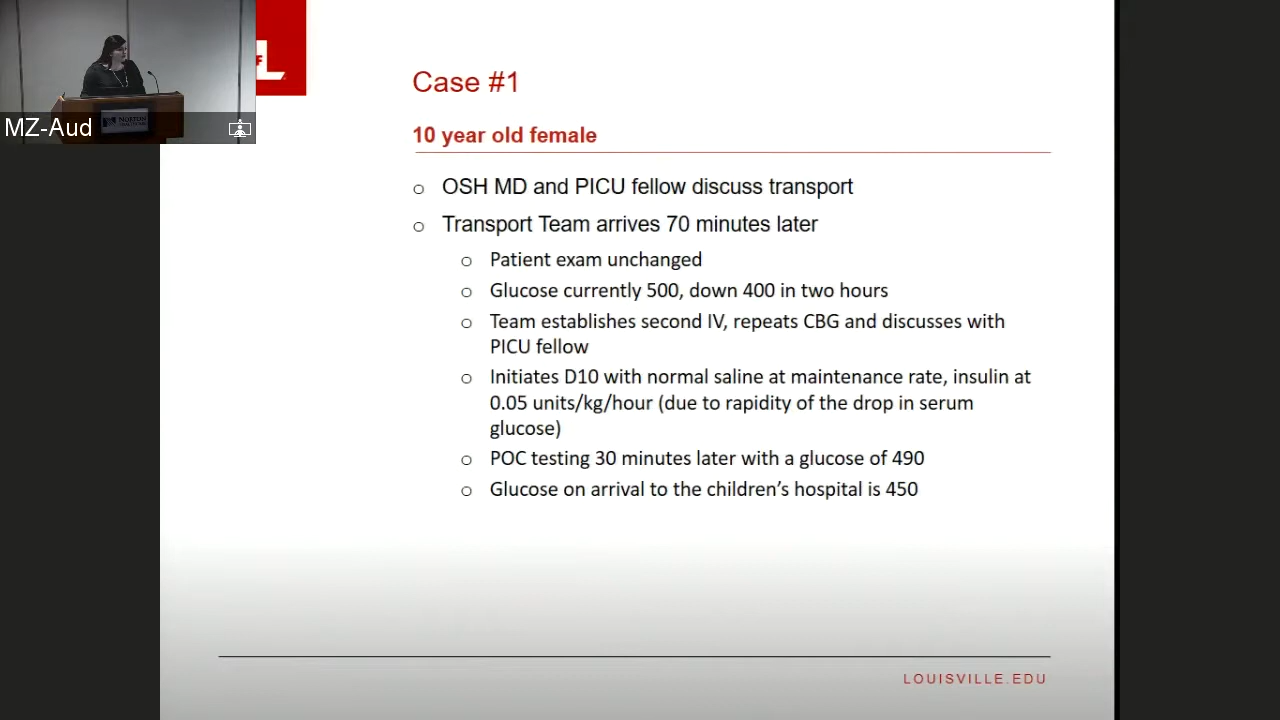 Case #1
10 year old female
o OSH MD and PICU fellow discuss transport
o Transport Team arrives 70 minutes later
o Patient exam unchanged
o Glucose currently 500, down 400 in two hours
o Team establishes second IV, repeats CBG and discusses with
PICU fellow
o Initiates D10 with normal saline at maintenance rate, insulin at
0.05 units/kg/hour (due to rapidity of the drop in serum
glucose)
o POC testing 30 minutes later with a glucose of 490
o Glucose on arrival to the children’s hospital is 450
LOUISVILLE.EDU
MZ-Aud
NORTON